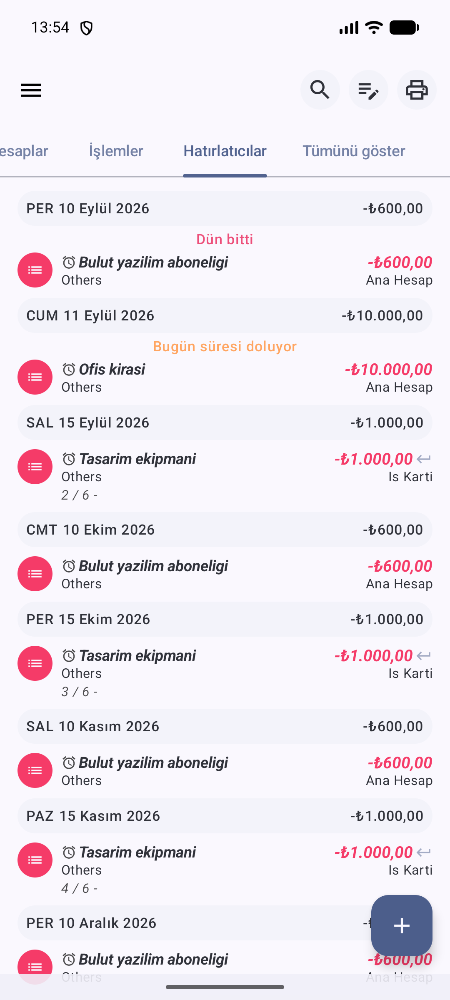 13:54
esaplar İşlemler Hatırlatıcılar Tümünü göster
PER 10 Eylül 2026 -₺600,00
Dün bitti
Bulut yazilim aboneligi -₺600,00
Others Ana Hesap
CUM 11 Eylül 2026 -₺10.000,00
Bugün süresi doluyor
Ofis kirasi -₺10.000,00
Others Ana Hesap
SAL 15 Eylül 2026 -₺1.000,00
Tasarim ekipmani -₺1.000,00
Others Is Karti
2 / 6 -
CMT 10 Ekim 2026 -₺600,00
Bulut yazilim aboneligi -₺600,00
Others Ana Hesap
PER 15 Ekim 2026 -₺1.000,00
Tasarim ekipmani -₺1.000,00
Others Is Karti
3 / 6 -
SAL 10 Kasım 2026 -₺600,00
Bulut yazilim aboneligi -₺600,00
Others Ana Hesap
PAZ 15 Kasım 2026 -₺1.000,00
Tasarim ekipmani -₺1.000,00
Others Is Karti
4 / 6 -
PER 10 Aralık 2026
Bulut yazilim aboneligi -₺600,00
Others Ana Hesap